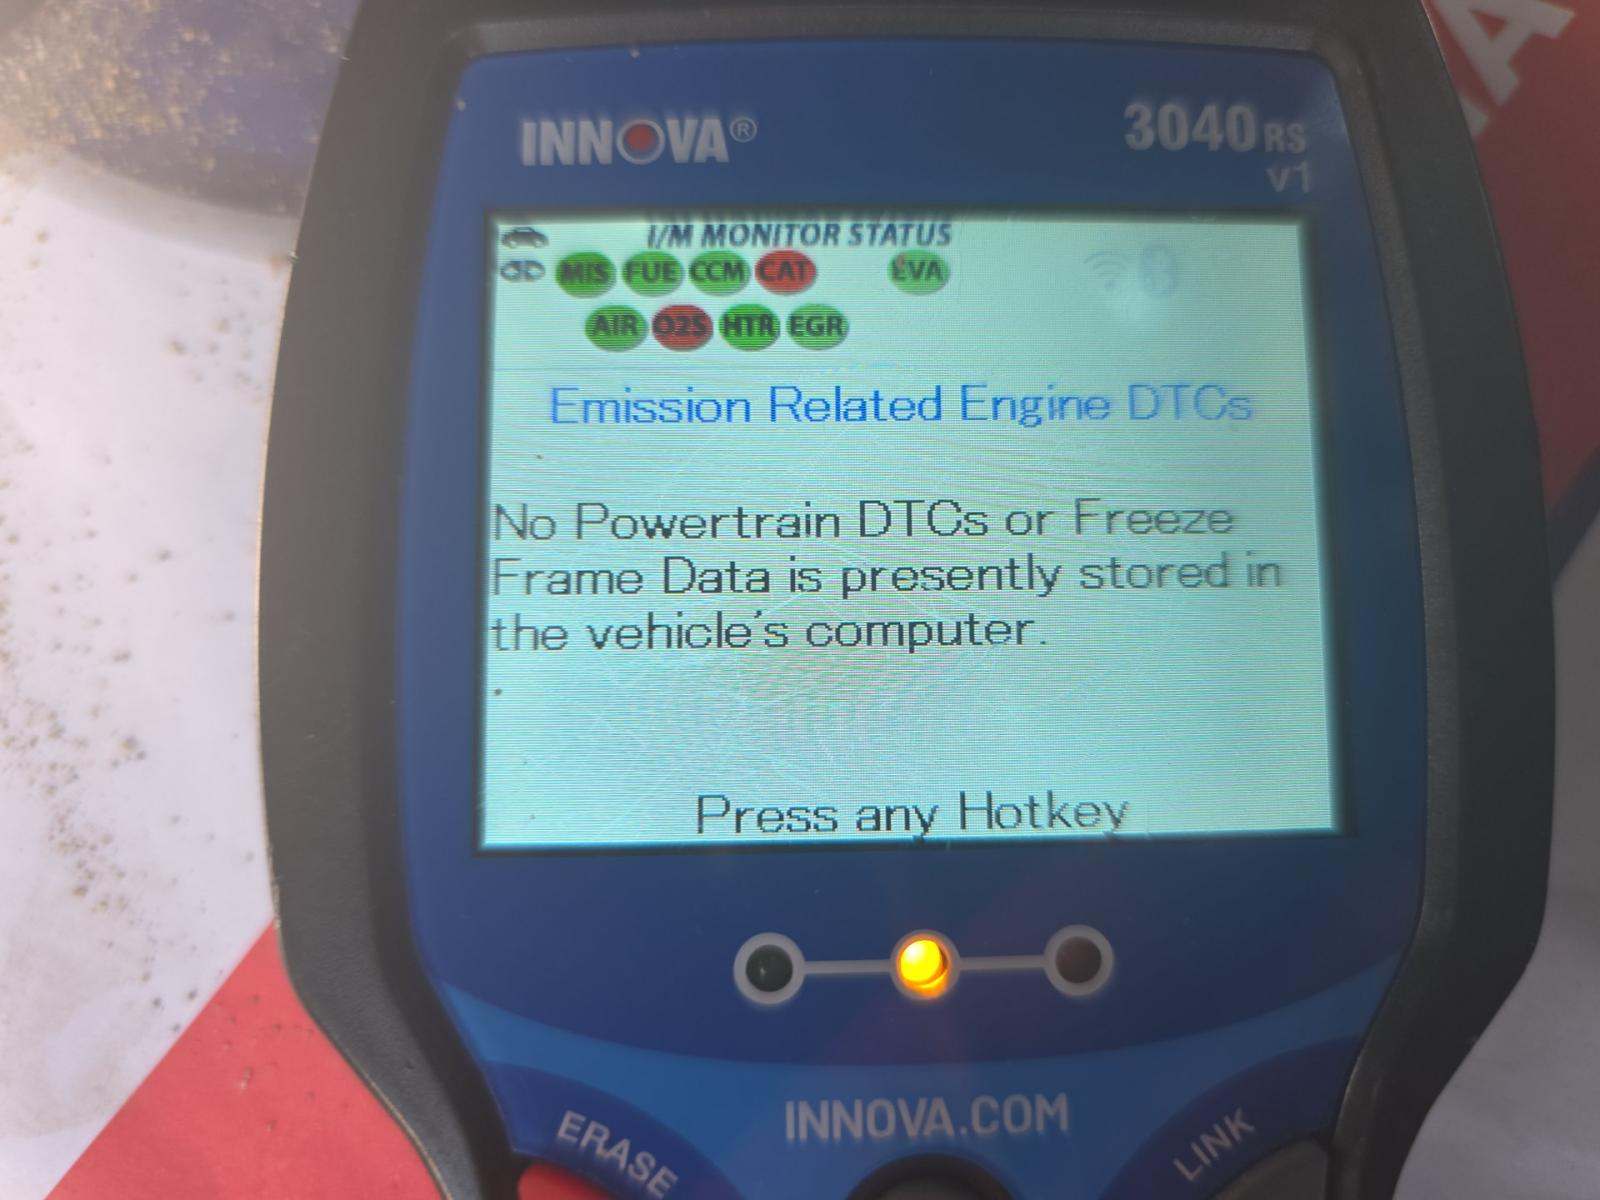 INNOVA®
3040RS
v1
I/M MONITOR STATUS
MIS FUE CCM CAT EVA
AIR O2S HTR EGR
Emission Related Engine DTCs
No Powertrain DTCs or Freeze
Frame Data is presently stored in
the vehicle's computer.
Press any Hotkey
INNOVA.COM
ERASE
LINK